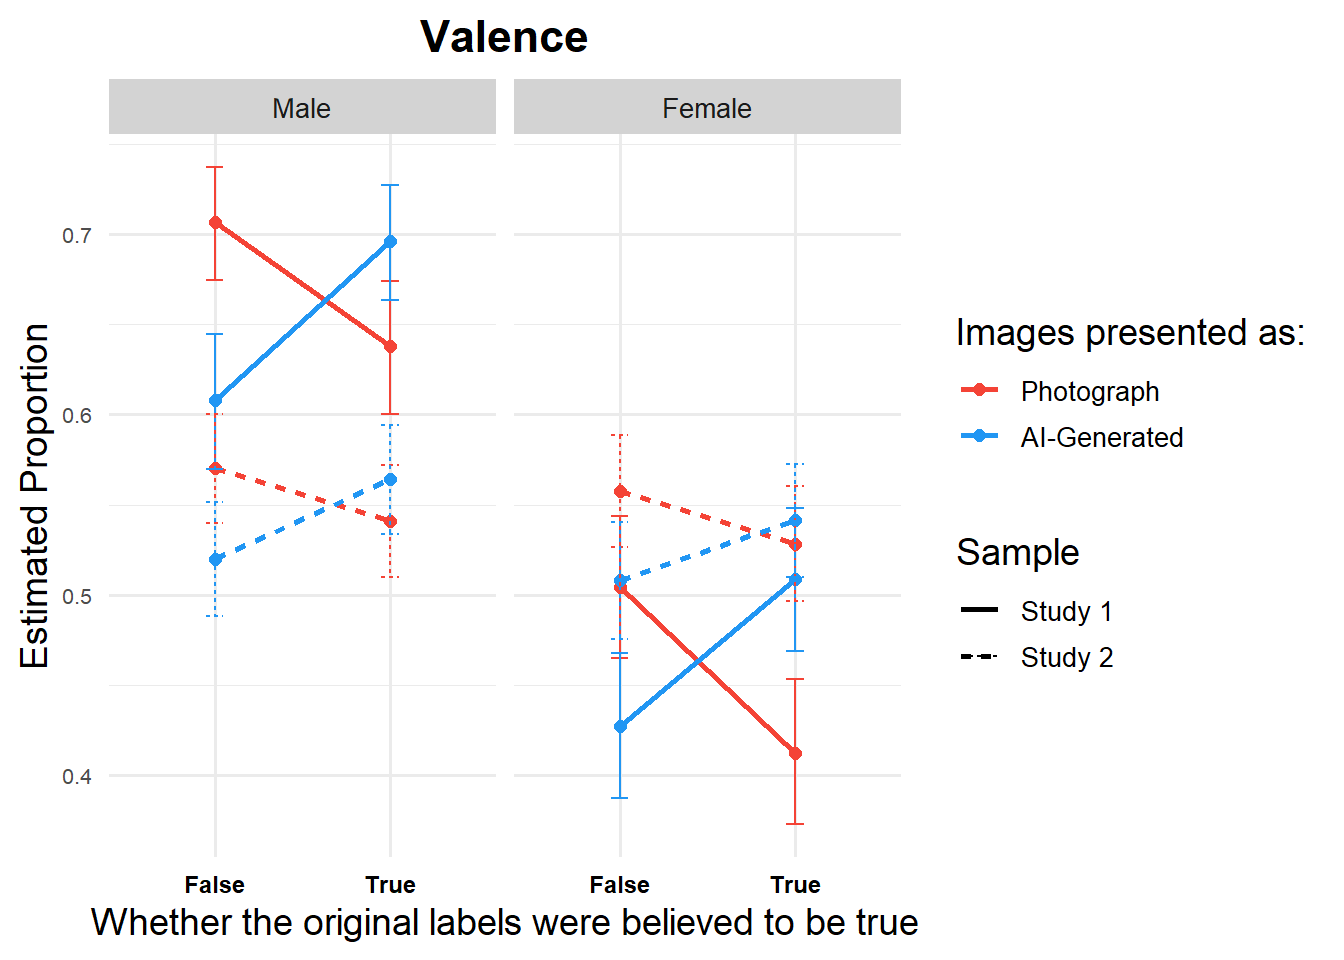 Valence
Male
Female
0.7
0.6
0.5
0.4
Estimated Proportion
False
True
False
True
Whether the original labels were believed to be true
Images presented as:
Photograph
AI-Generated
Sample
Study 1
Study 2